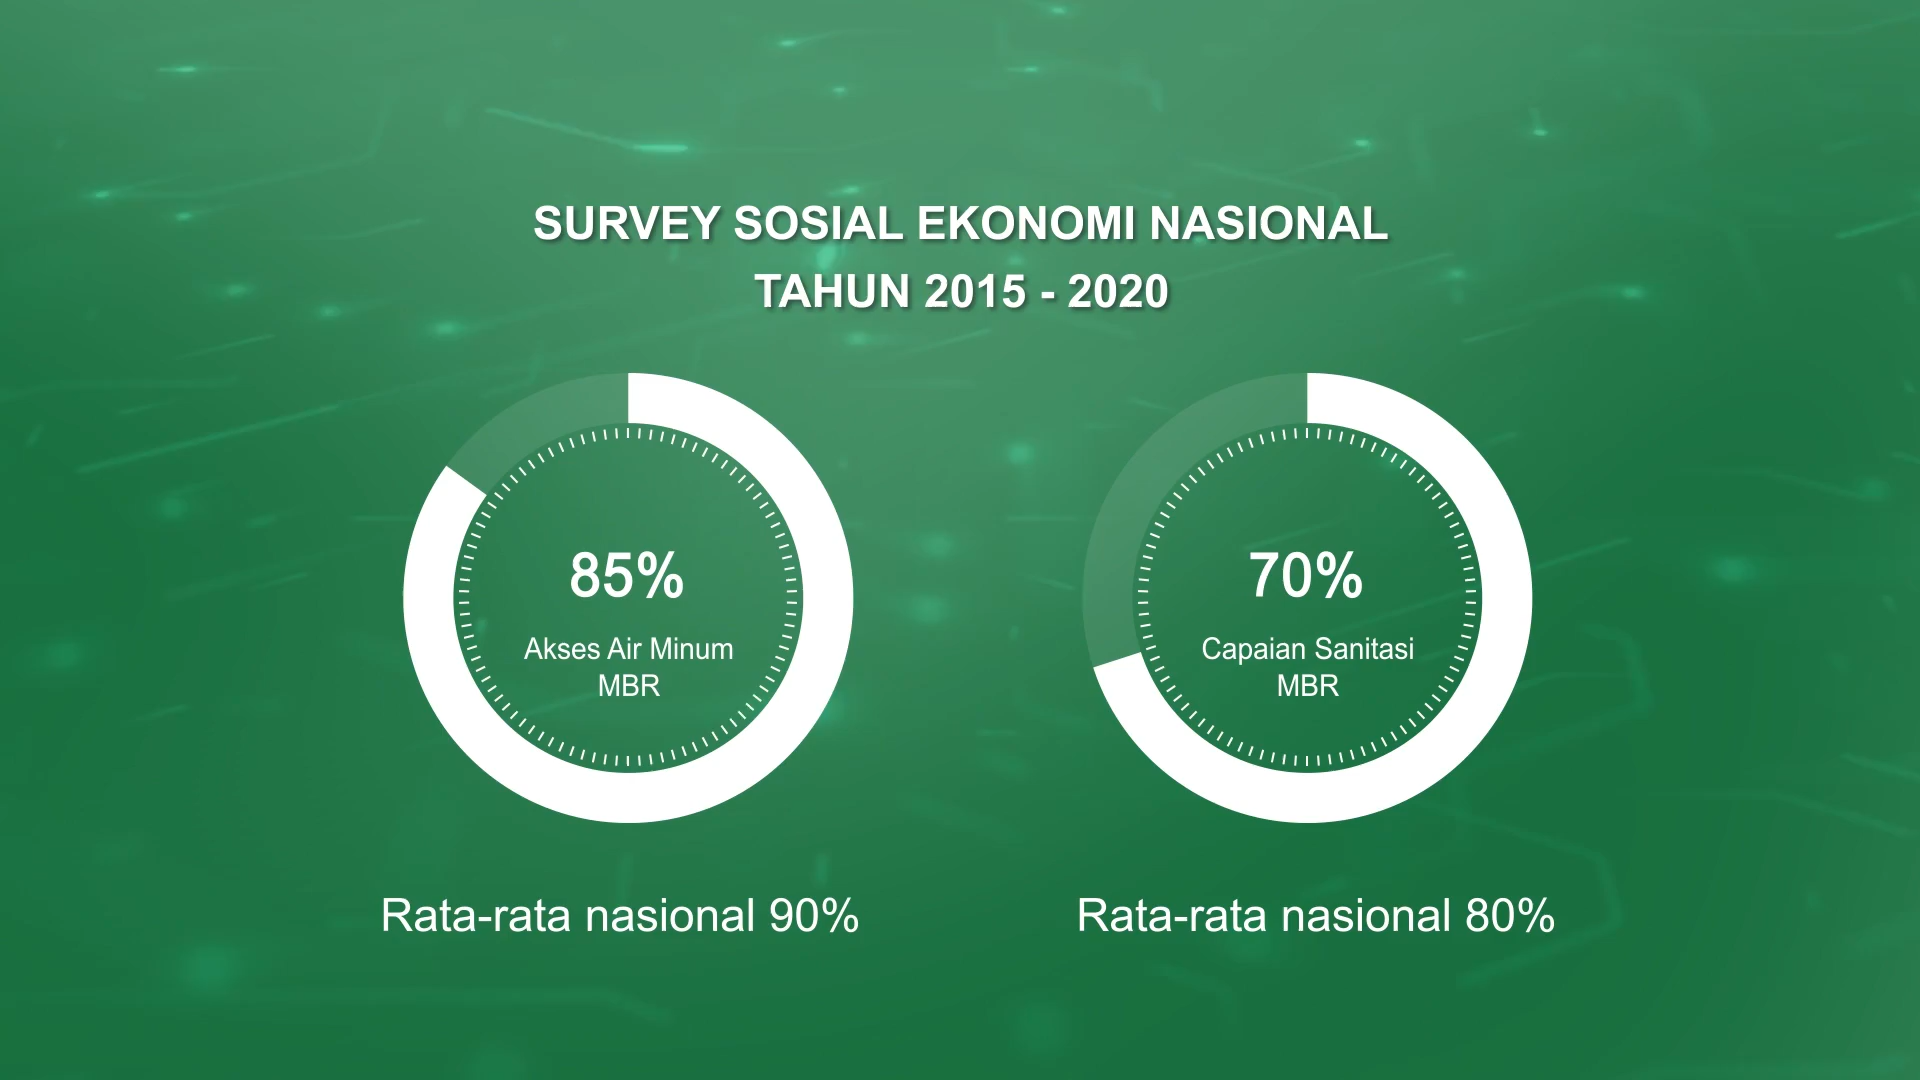 SURVEY SOSIAL EKONOMI NASIONAL
TAHUN 2015 - 2020
85%
Akses Air Minum
MBR
Rata-rata nasional 90%
70%
Capaian Sanitasi
MBR
Rata-rata nasional 80%